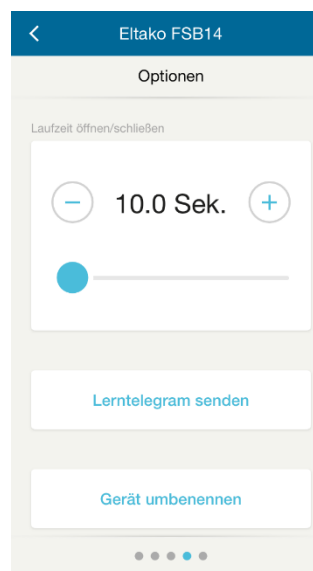 Eltako FSB14
Optionen
Laufzeit öffnen/schließen
10.0 Sek.
Lerntelegram senden
Gerät umbenennen